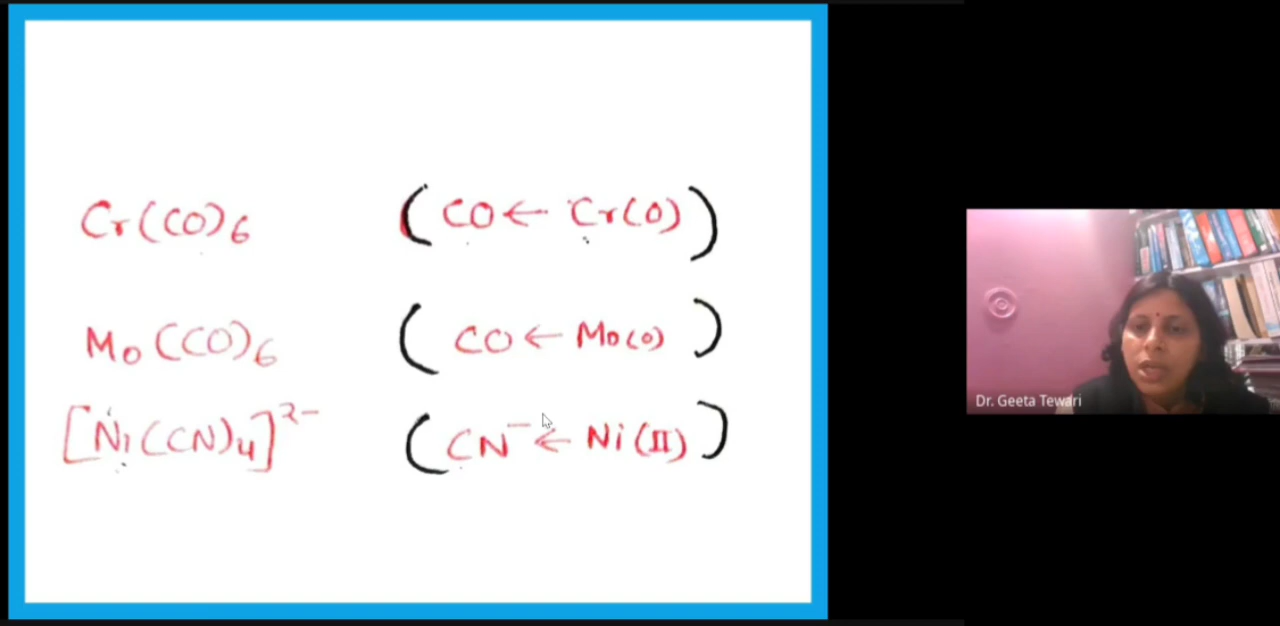 Cr(CO)6 (CO ← Cr(0))
Mo(CO)6 (CO ← Mo(0))
[Ni(CN)4]2- (CN- ← Ni(II))
Dr. Geeta Tewari